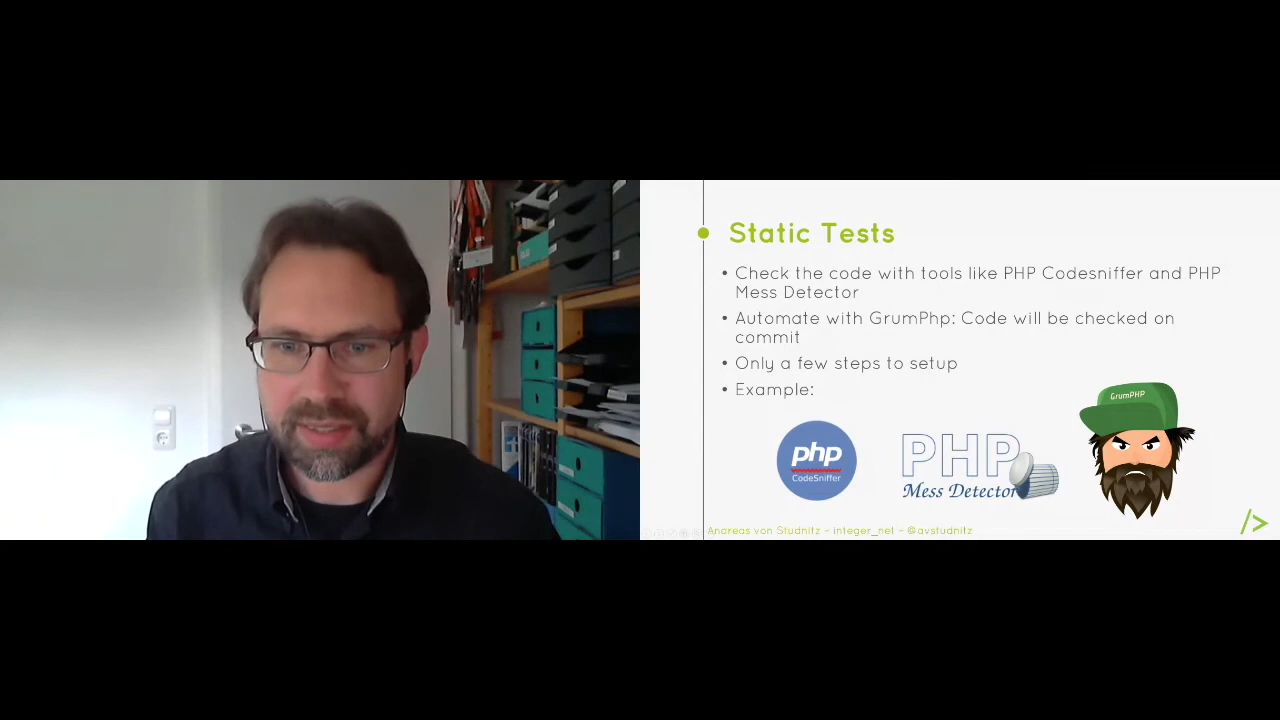 Static Tests
• Check the code with tools like PHP Codesniffer and PHP
Mess Detector
• Automate with GrumPhp: Code will be checked on
commit
• Only a few steps to setup
• Example:
GrumPHP
php
CodeSniffer
PHP
Mess Detector
Andreas von Studnitz - integer_net - @avstudnitz
/>